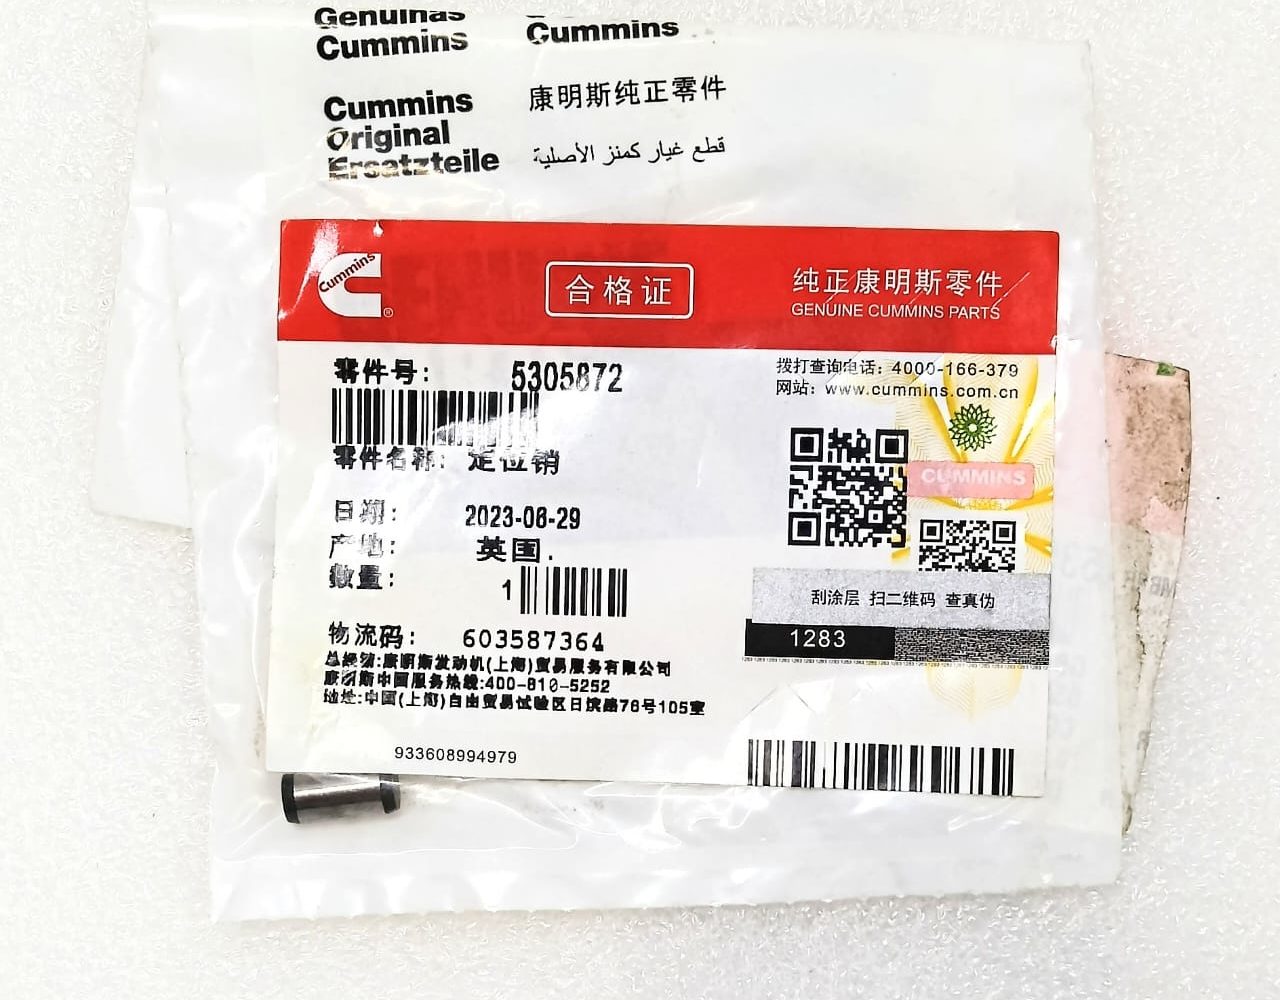 Genuinas
Cummins
Cummins
Cummins
Original
Ersatzteile
康明斯纯正零件
قطع غيار كمنز الأصلية
Cummins
合格证
纯正康明斯零件
GENUINE CUMMINS PARTS
零件号: 5305872
拨打查询电话: 4000-166-379
网站: www.cummins.com.cn
零件名称: 定位销
CUMMINS
日期: 2023-06-29
产地: 英国.
数量: 1
刮涂层 扫二维码 查真伪
1283
物流码: 603587364
总经销:康明斯发动机(上海)贸易服务有限公司
康明斯中国服务热线:400-810-5252
地址:中国(上海)自由贸易试验区日滨路76号105室
933608994979